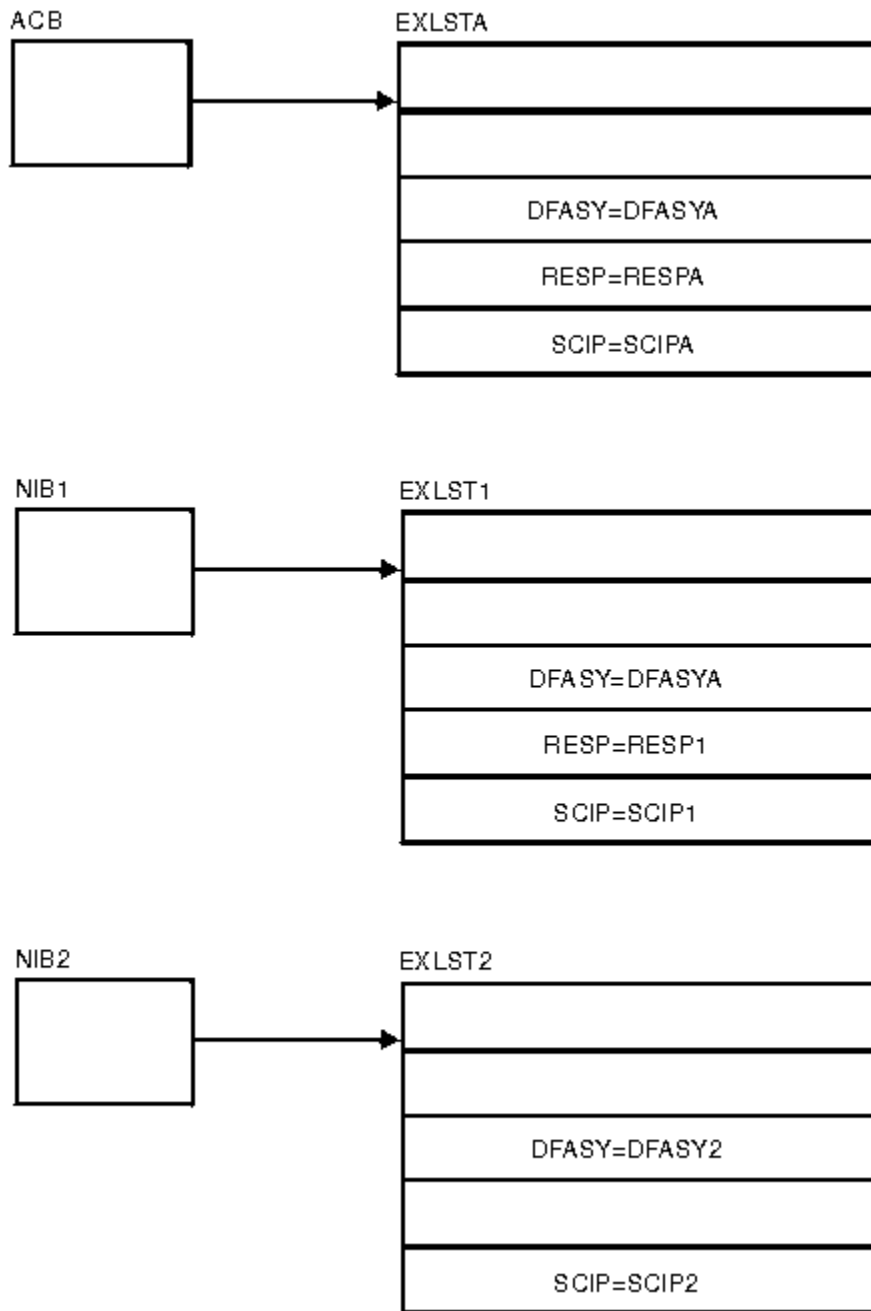 ACB
EXLSTA
DFASY=DFASYA
RESP=RESPA
SCIP=SCIPA
NIB1
EXLST1
DFASY=DFASYA
RESP=RESP1
SCIP=SCIP1
NIB2
EXLST2
DFASY=DFASY2
SCIP=SCIP2